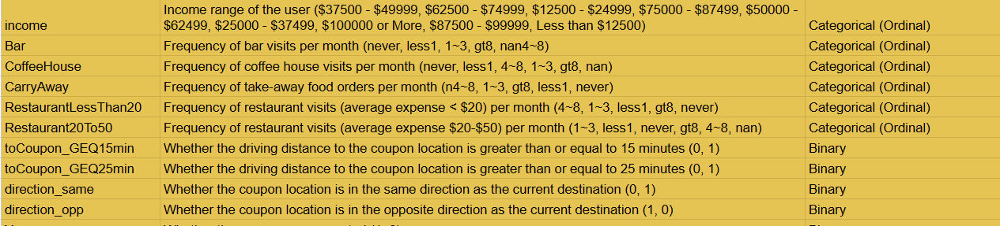 income Income range of the user ($37500 - $49999, $62500 - $74999, $12500 - $24999, $75000 - $87499, $50000 -
$62499, $25000 - $37499, $100000 or More, $87500 - $99999, Less than $12500) Categorical (Ordinal)
Bar Frequency of bar visits per month (never, less1, 1~3, gt8, nan4~8) Categorical (Ordinal)
CoffeeHouse Frequency of coffee house visits per month (never, less1, 4~8, 1~3, gt8, nan) Categorical (Ordinal)
CarryAway Frequency of take-away food orders per month (n4~8, 1~3, gt8, less1, never) Categorical (Ordinal)
RestaurantLessThan20 Frequency of restaurant visits (average expense < $20) per month (4~8, 1~3, less1, gt8, never) Categorical (Ordinal)
Restaurant20To50 Frequency of restaurant visits (average expense $20-$50) per month (1~3, less1, never, gt8, 4~8, nan) Categorical (Ordinal)
toCoupon_GEQ15min Whether the driving distance to the coupon location is greater than or equal to 15 minutes (0, 1) Binary
toCoupon_GEQ25min Whether the driving distance to the coupon location is greater than or equal to 25 minutes (0, 1) Binary
direction_same Whether the coupon location is in the same direction as the current destination (0, 1) Binary
direction_opp Whether the coupon location is in the opposite direction as the current destination (1, 0) Binary